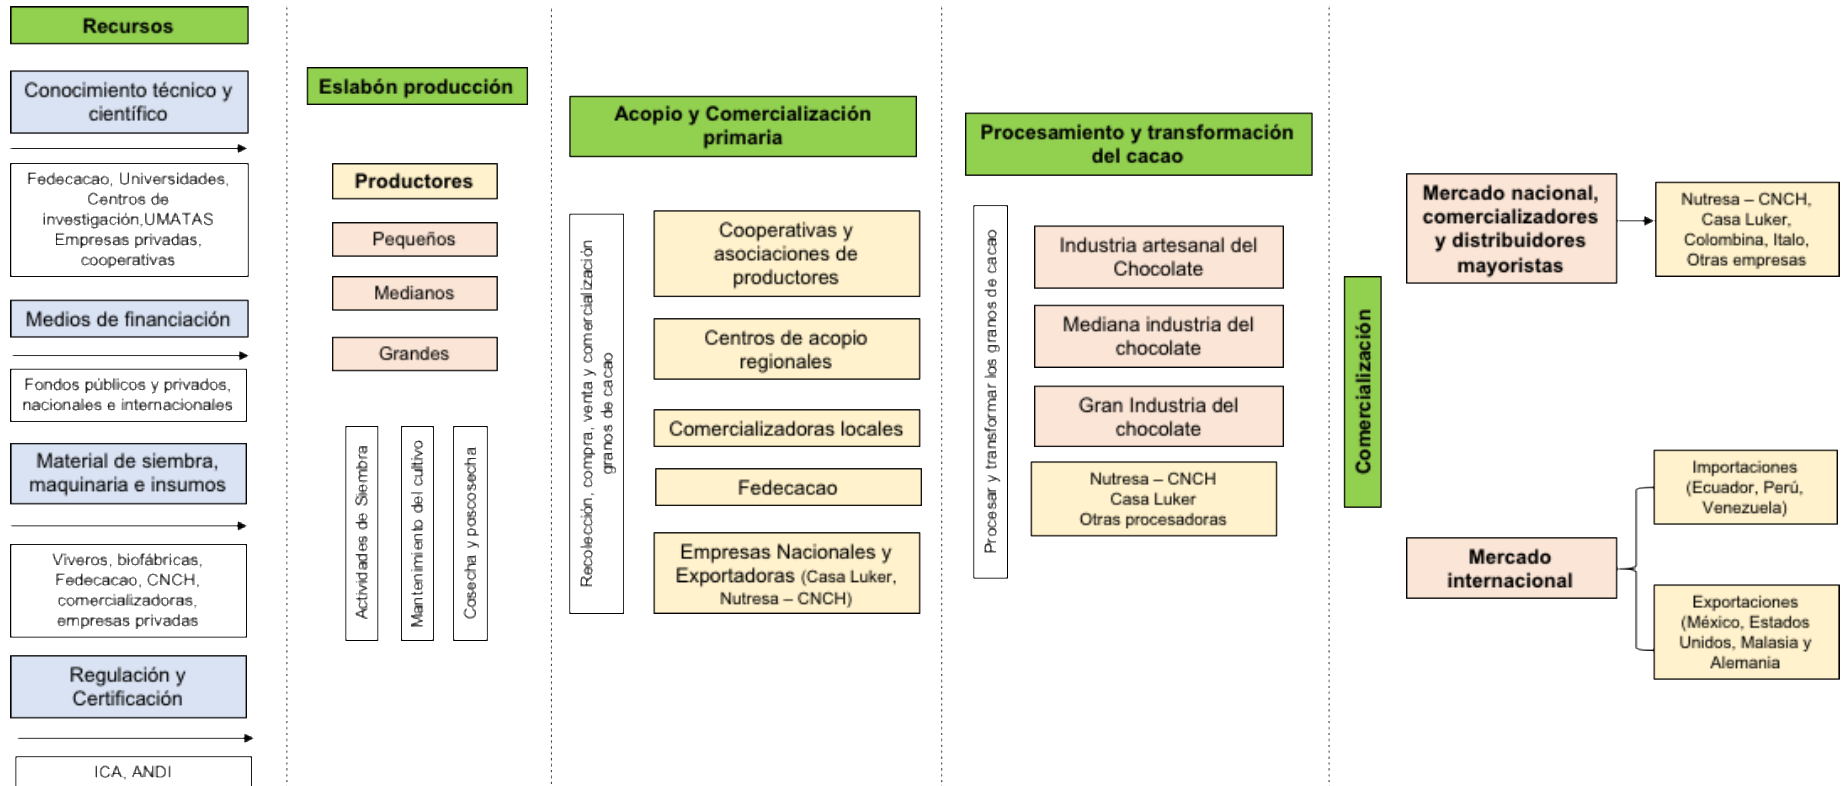 Recursos
Conocimiento técnico y
científico
Fedecacao, Universidades,
Centros de
investigación,UMATAS
Empresas privadas,
cooperativas
Medios de financiación
Fondos públicos y privados,
nacionales e internacionales
Material de siembra,
maquinaria e insumos
Viveros, biofábricas,
Fedecacao, CNCH,
comercializadoras,
empresas privadas
Regulación y
Certificación
ICA, ANDI
Eslabón producción
Productores
Pequeños
Medianos
Grandes
Actividades de Siembra
Mantenimiento del cultivo
Cosecha y poscosecha
Acopio y Comercialización
primaria
Recolección, compra, venta y comercialización
granos de cacao
Cooperativas y
asociaciones de
productores
Centros de acopio
regionales
Comercializadoras locales
Fedecacao
Empresas Nacionales y
Exportadoras (Casa Luker,
Nutresa – CNCH)
Procesamiento y transformación
del cacao
Procesar y transformar los granos de cacao
Industria artesanal del
Chocolate
Mediana industria del
chocolate
Gran Industria del
chocolate
Nutresa – CNCH
Casa Luker
Otras procesadoras
Comercialización
Mercado nacional,
comercializadores
y distribuidores
mayoristas
Nutresa – CNCH,
Casa Luker,
Colombina, Italo,
Otras empresas
Mercado
internacional
Importaciones
(Ecuador, Perú,
Venezuela)
Exportaciones
(México, Estados
Unidos, Malasia y
Alemania